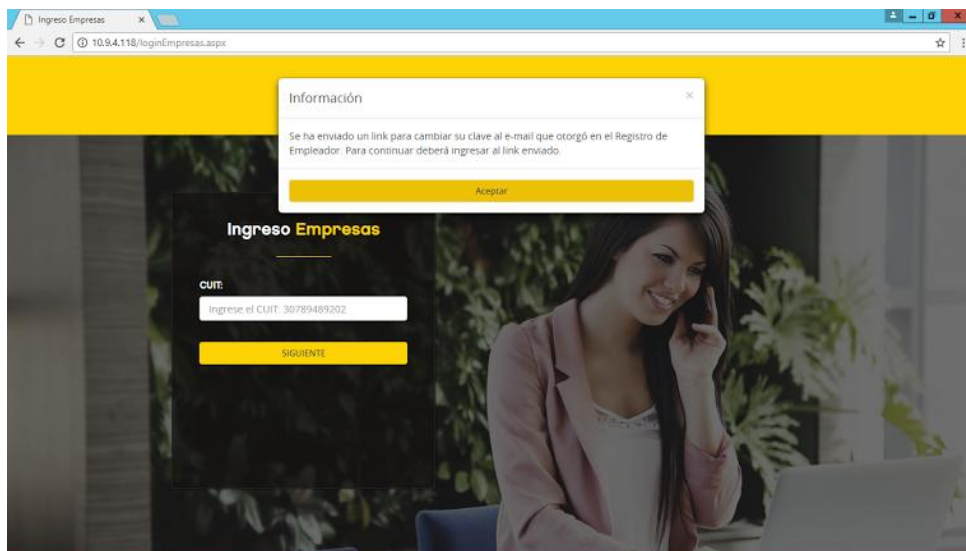 Ingreso Empresas
10.9.4.118/loginEmpresas.aspx
Información
Se ha enviado un link para cambiar su clave al e-mail que otorgó en el Registro de
Empleador. Para continuar deberá ingresar al link enviado.
Aceptar
Ingreso Empresas
CUIT:
Ingrese el CUIT: 30789489202
SIGUIENTE